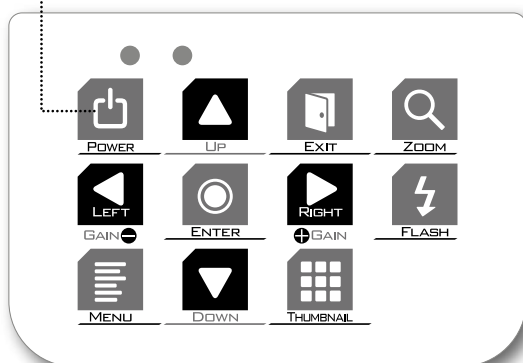 POWER UP EXIT ZOOM
LEFT ENTER RIGHT FLASH
GAIN GAIN
MENU DOWN THUMBNAIL